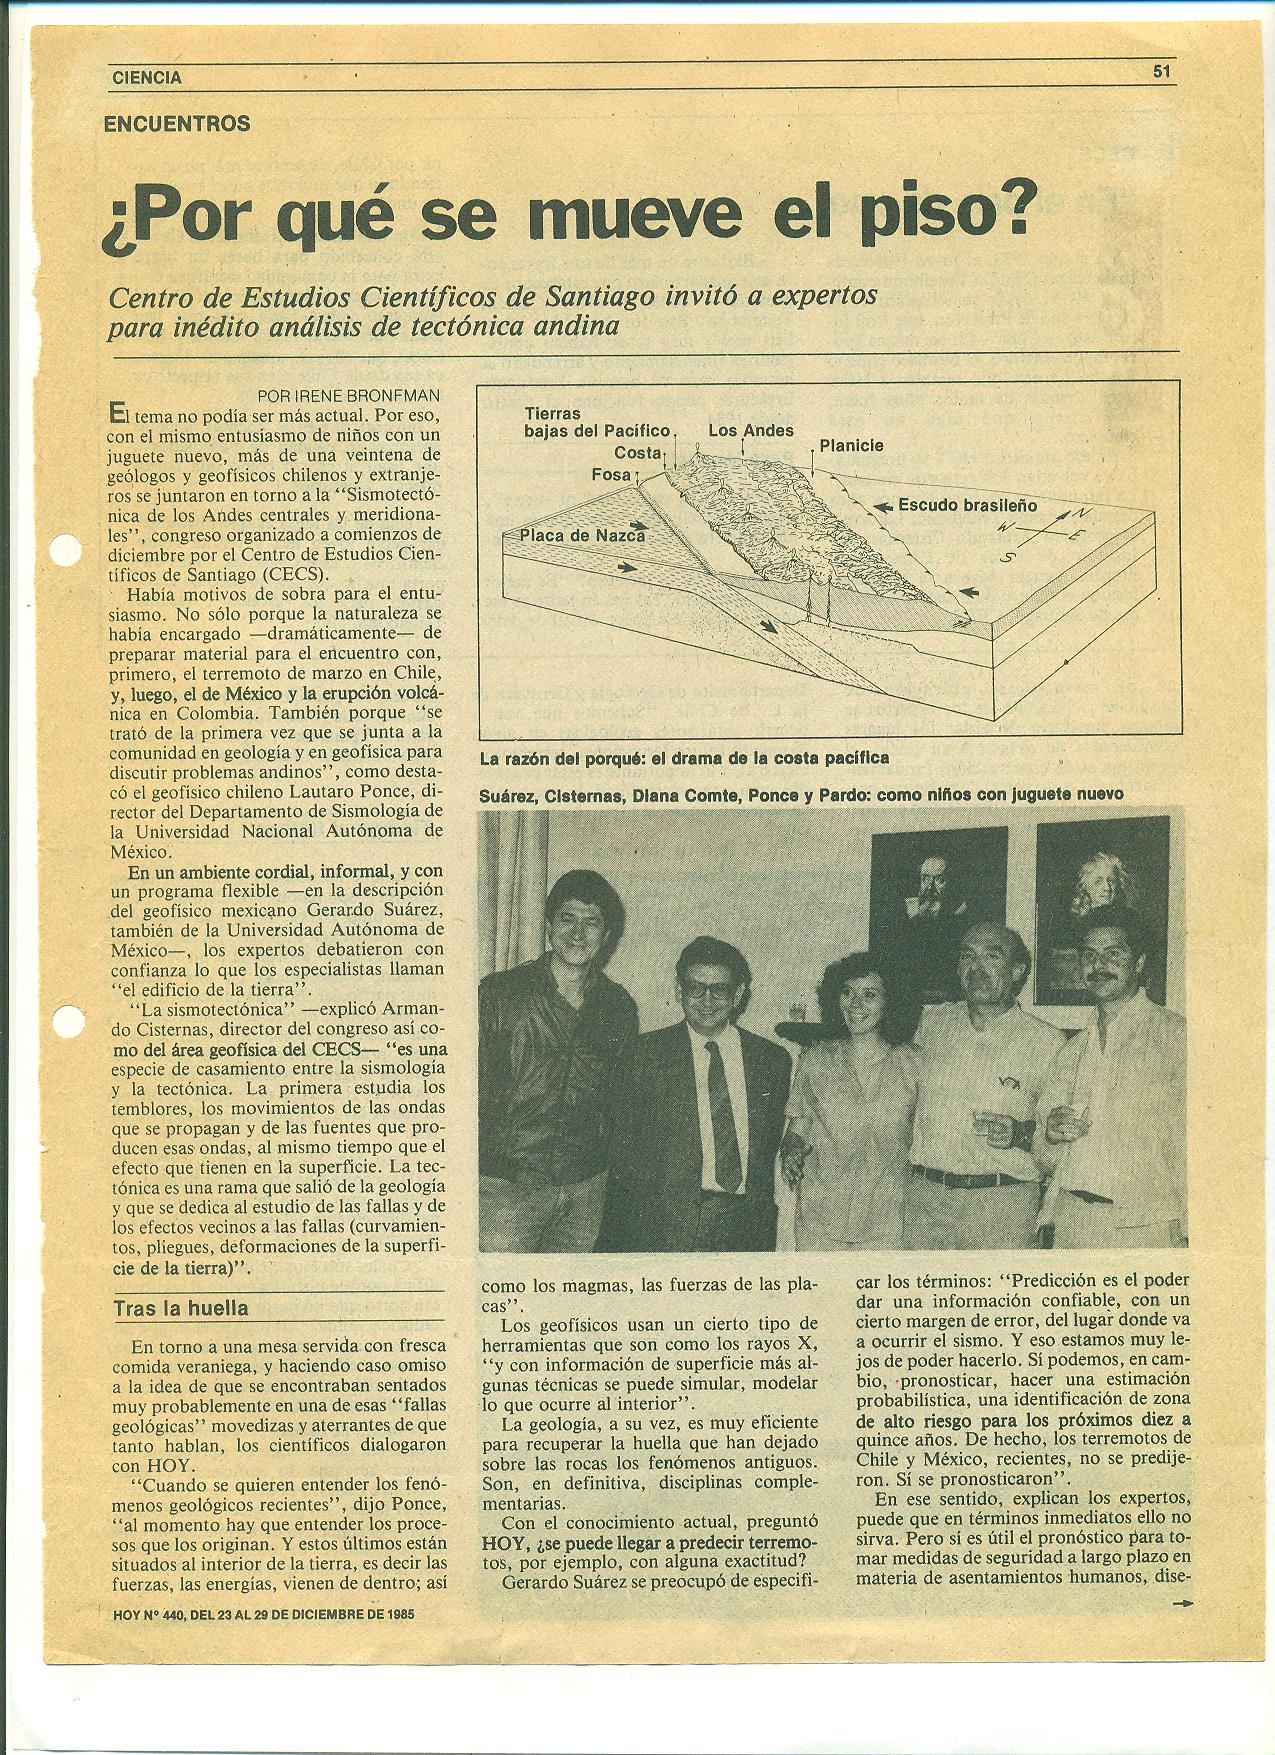 CIENCIA
51
ENCUENTROS
¿Por qué se mueve el piso?
Centro de Estudios Científicos de Santiago invitó a expertos
para inédito análisis de tectónica andina
POR IRENE BRONFMAN
El tema no podía ser más actual. Por eso,
con el mismo entusiasmo de niños con un
juguete nuevo, más de una veintena de
geólogos y geofísicos chilenos y extranje-
ros se juntaron en torno a la “Sismotectó-
nica de los Andes centrales y meridiona-
les”, congreso organizado a comienzos de
diciembre por el Centro de Estudios Cien-
tíficos de Santiago (CECS).
Había motivos de sobra para el entu-
siasmo. No sólo porque la naturaleza se
había encargado —dramáticamente— de
preparar material para el encuentro con,
primero, el terremoto de marzo en Chile,
y, luego, el de México y la erupción volcá-
nica en Colombia. También porque “se
trató de la primera vez que se junta a la
comunidad en geología y en geofísica para
discutir problemas andinos”, como desta-
có el geofísico chileno Lautaro Ponce, di-
rector del Departamento de Sismología de
la Universidad Nacional Autónoma de
México.
En un ambiente cordial, informal, y con
un programa flexible —en la descripción
del geofísico mexicano Gerardo Suárez,
también de la Universidad Autónoma de
México—, los expertos debatieron con
confianza lo que los especialistas llaman
“el edificio de la tierra”.
“La sismotectónica” —explicó Arman-
do Cisternas, director del congreso así co-
mo del área geofísica del CECS— “es una
especie de casamiento entre la sismología
y la tectónica. La primera estudia los
temblores, los movimientos de las ondas
que se propagan y de las fuentes que pro-
ducen esas ondas, al mismo tiempo que el
efecto que tienen en la superficie. La tec-
tónica es una rama que salió de la geología
y que se dedica al estudio de las fallas y de
los efectos vecinos a las fallas (curvamien-
tos, pliegues, deformaciones de la superfi-
cie de la tierra)”.
Tras la huella
En torno a una mesa servida con fresca
comida veraniega, y haciendo caso omiso
a la idea de que se encontraban sentados
muy probablemente en una de esas “fallas
geológicas” movedizas y aterrantes de que
tanto hablan, los científicos dialogaron
con HOY.
“Cuando se quieren entender los fenó-
menos geológicos recientes”, dijo Ponce,
“al momento hay que entender los proce-
sos que los originan. Y estos últimos están
situados al interior de la tierra, es decir las
fuerzas, las energías, vienen de dentro; así
Tierras
bajas del Pacífico
Costa
Fosa
Los Andes
Planicie
Escudo brasileño
Placa de Nazca
N
W
E
S
La razón del porqué: el drama de la costa pacífica
Suárez, Cisternas, Diana Comte, Ponce y Pardo: como niños con juguete nuevo
como los magmas, las fuerzas de las pla-
cas”.
Los geofísicos usan un cierto tipo de
herramientas que son como los rayos X,
“y con información de superficie más al-
gunas técnicas se puede simular, modelar
lo que ocurre al interior”.
La geología, a su vez, es muy eficiente
para recuperar la huella que han dejado
sobre las rocas los fenómenos antiguos.
Son, en definitiva, disciplinas comple-
mentarias.
Con el conocimiento actual, preguntó
HOY, ¿se puede llegar a predecir terremo-
tos, por ejemplo, con alguna exactitud?
Gerardo Suárez se preocupó de especifi-
car los términos: “Predicción es el poder
dar una información confiable, con un
cierto margen de error, del lugar donde va
a ocurrir el sismo. Y eso estamos muy le-
jos de poder hacerlo. Sí podemos, en cam-
bio, pronosticar, hacer una estimación
probabilística, una identificación de zona
de alto riesgo para los próximos diez a
quince años. De hecho, los terremotos de
Chile y México, recientes, no se predije-
ron. Sí se pronosticaron”.
En ese sentido, explican los expertos,
puede que en términos inmediatos ello no
sirva. Pero sí es útil el pronóstico para to-
mar medidas de seguridad a largo plazo en
materia de asentamientos humanos, dise-
HOY Nº 440, DEL 23 AL 29 DE DICIEMBRE DE 1985